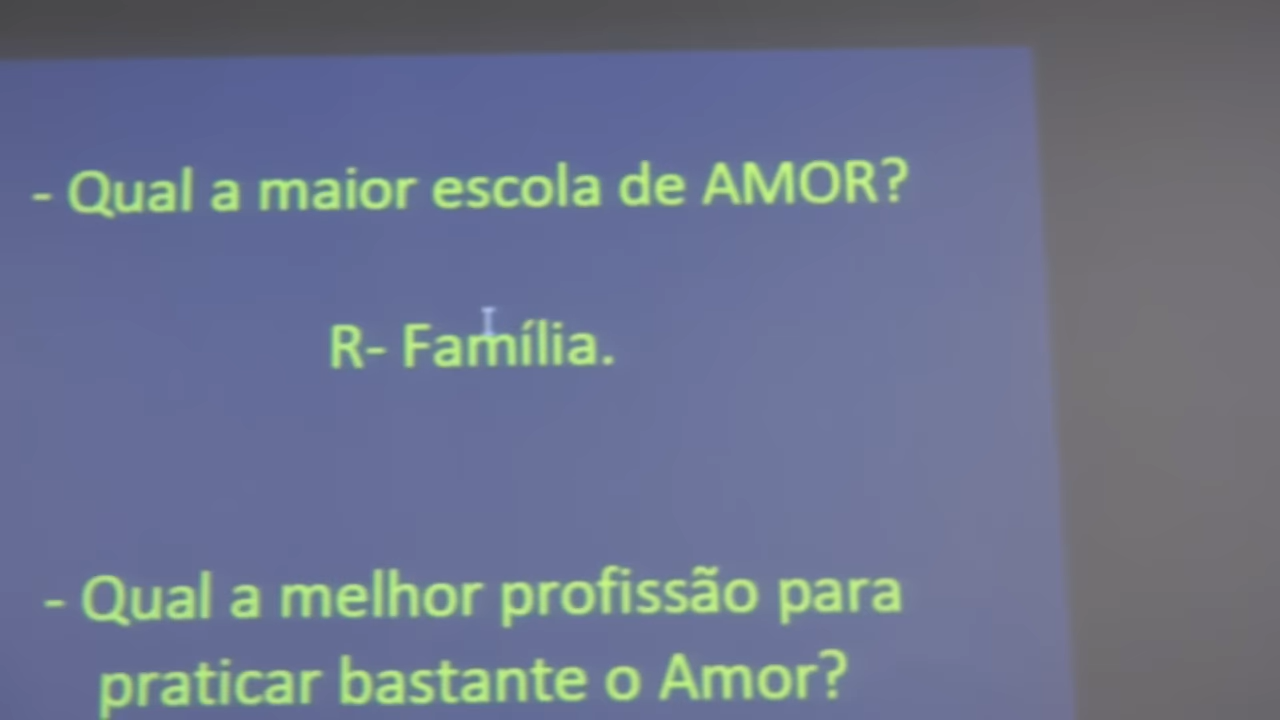 - Qual a maior escola de AMOR?
R- Família.
- Qual a melhor profissão para
praticar bastante o Amor?